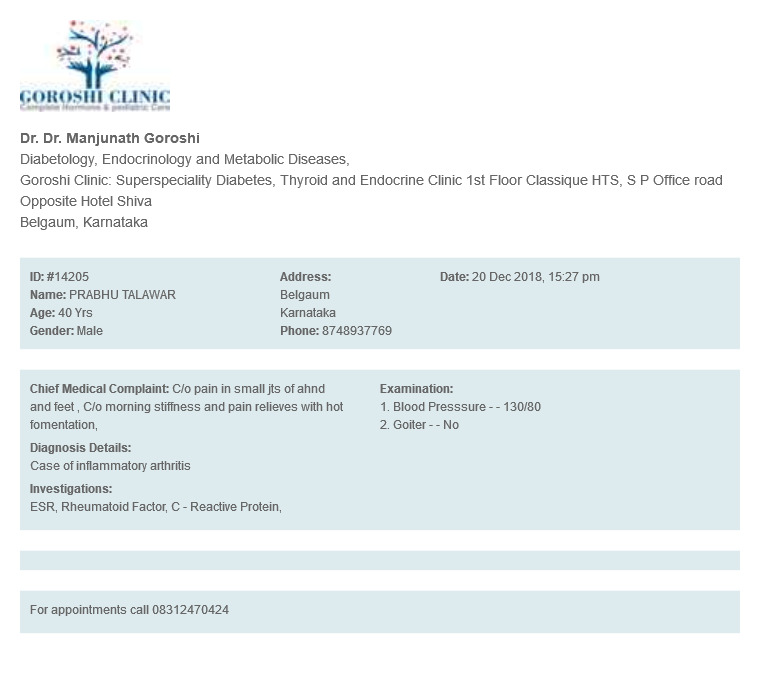 GOROSHI CLINIC
Complete Hormone & pediatric Care
Dr. Dr. Manjunath Goroshi
Diabetology, Endocrinology and Metabolic Diseases,
Goroshi Clinic: Superspeciality Diabetes, Thyroid and Endocrine Clinic 1st Floor Classique HTS, S P Office road
Opposite Hotel Shiva
Belgaum, Karnataka
ID: #14205
Name: PRABHU TALAWAR
Age: 40 Yrs
Gender: Male
Address:
Belgaum
Karnataka
Phone: 8748937769
Date: 20 Dec 2018, 15:27 pm
Chief Medical Complaint: C/o pain in small jts of ahnd
and feet , C/o morning stiffness and pain relieves with hot
fomentation,
Diagnosis Details:
Case of inflammatory arthritis
Investigations:
ESR, Rheumatoid Factor, C - Reactive Protein,
Examination:
1. Blood Presssure - - 130/80
2. Goiter - - No
For appointments call 08312470424